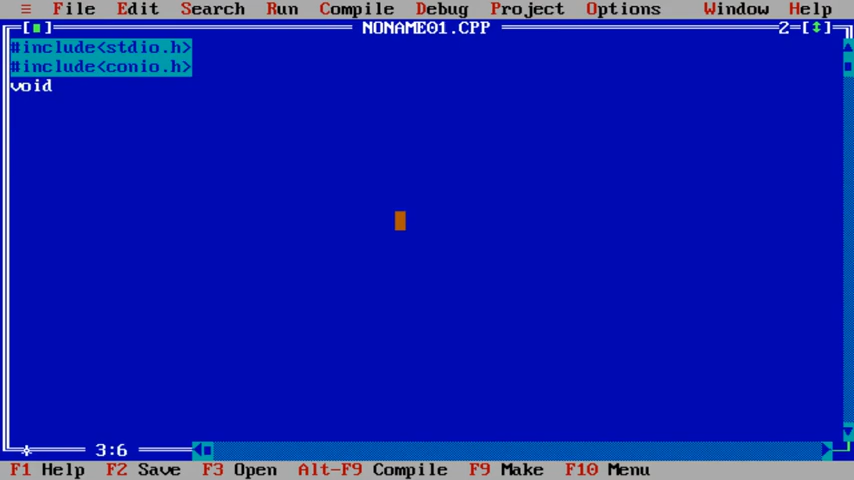 ≡ File Edit Search Run Compile Debug Project Options Window Help
[■] NONAME01.CPP 2=[↕]
#include<stdio.h>
#include<conio.h>
void
* 3:6
F1 Help F2 Save F3 Open Alt-F9 Compile F9 Make F10 Menu